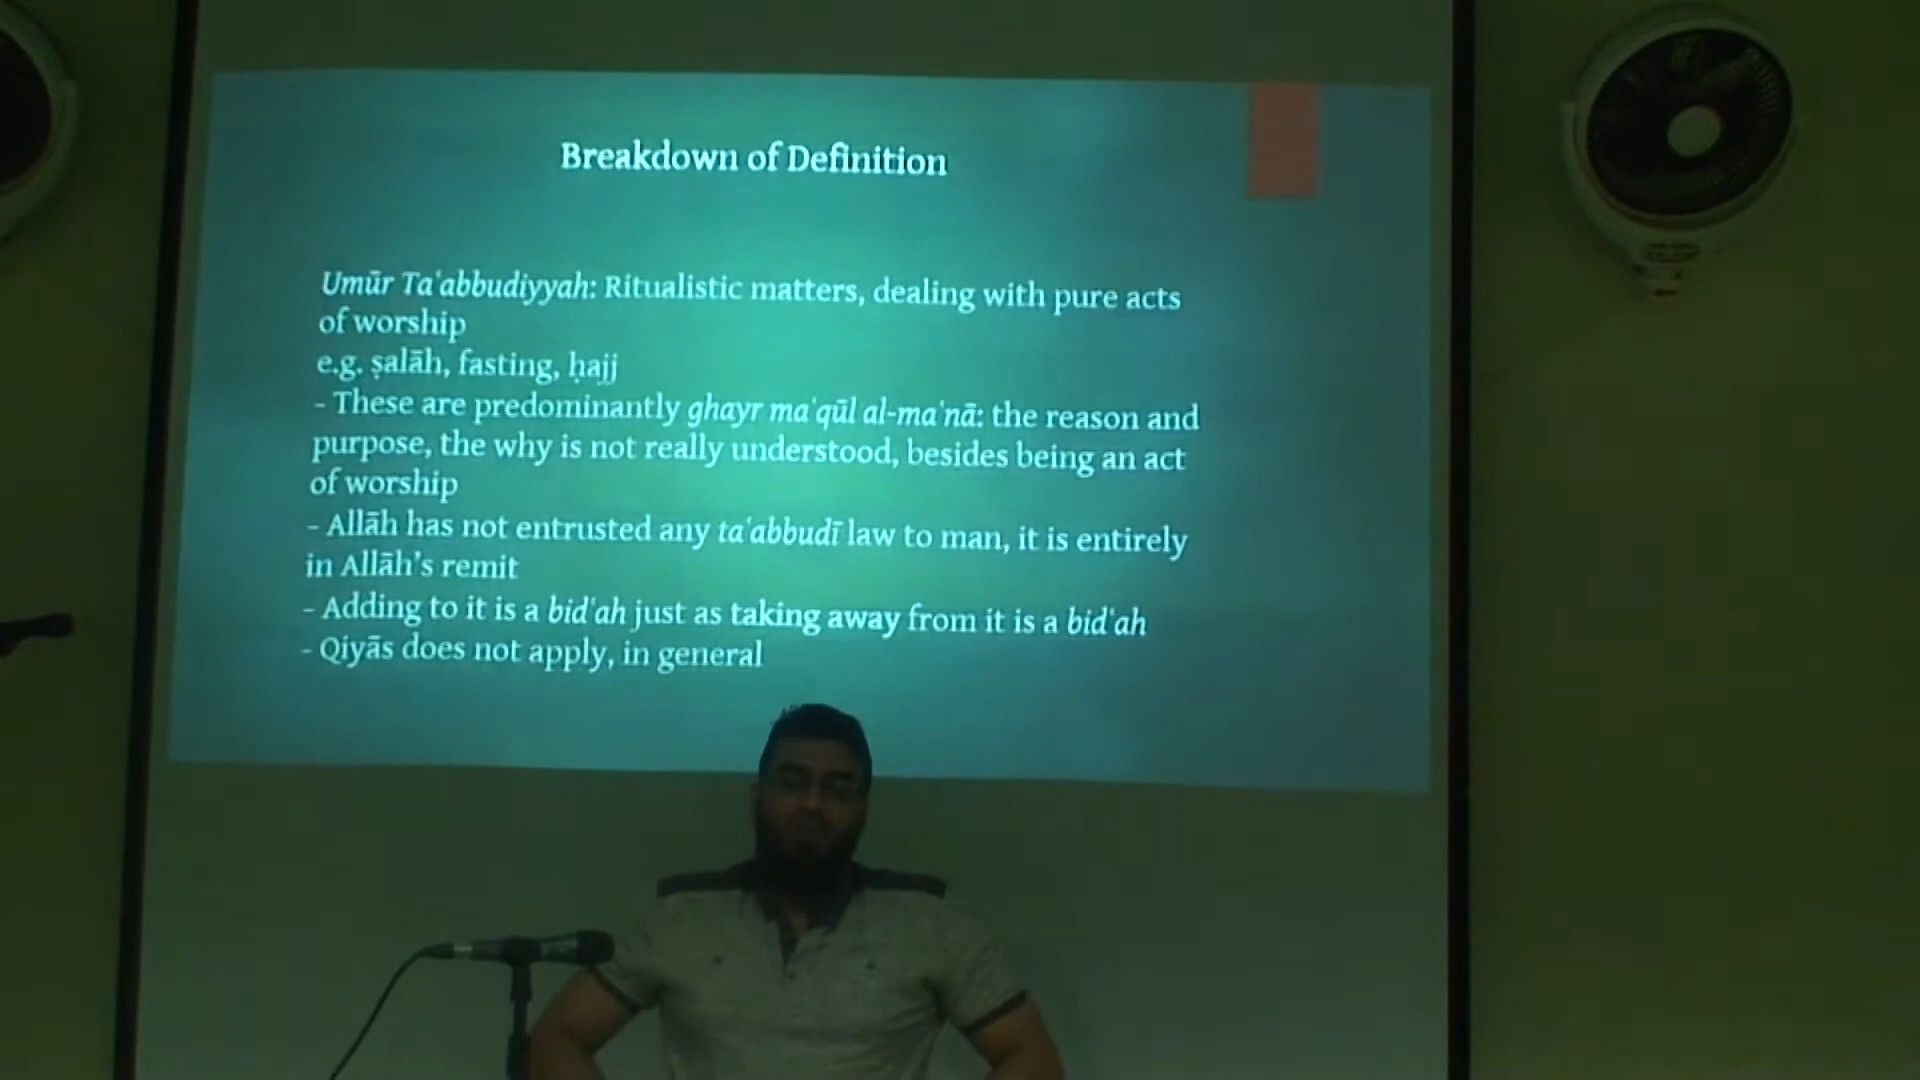 Breakdown of Definition
Umūr Taʿabbudiyyah: Ritualistic matters, dealing with pure acts
of worship
e.g. ṣalāh, fasting, ḥajj
- These are predominantly ghayr maʿqūl al-maʿnā: the reason and
purpose, the why is not really understood, besides being an act
of worship
- Allāh has not entrusted any taʿabbudī law to man, it is entirely
in Allāh's remit
- Adding to it is a bidʿah just as taking away from it is a bidʿah
- Qiyās does not apply, in general